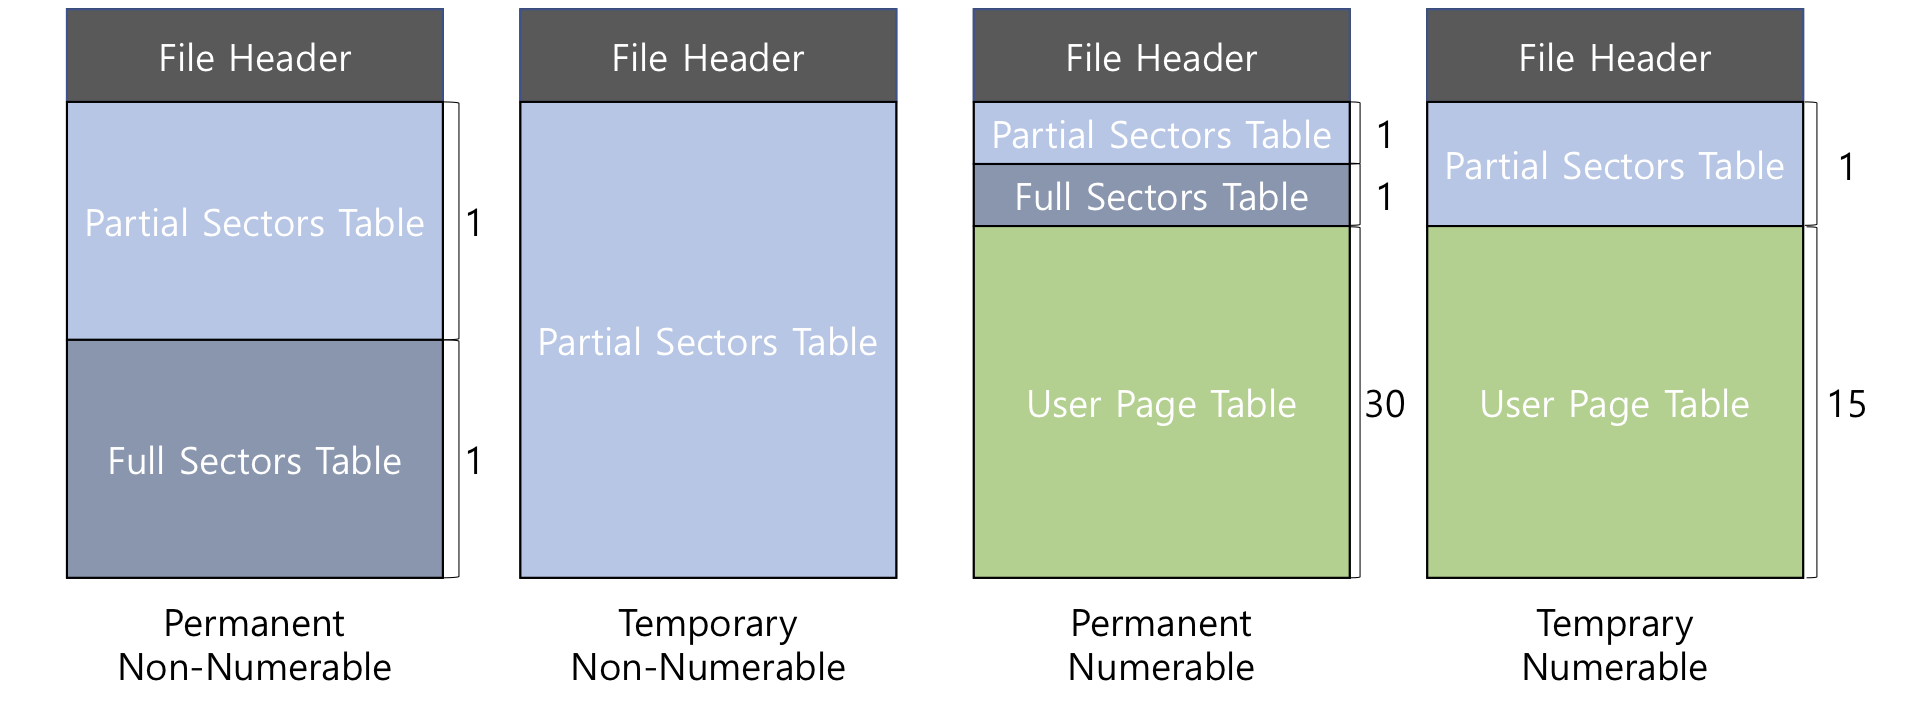 File Header
Partial Sectors Table
1
Full Sectors Table
1
Permanent
Non-Numerable
File Header
Partial Sectors Table
Temporary
Non-Numerable
File Header
Partial Sectors Table
1
Full Sectors Table
1
User Page Table
30
Permanent
Numerable
File Header
Partial Sectors Table
1
User Page Table
15
Temprary
Numerable